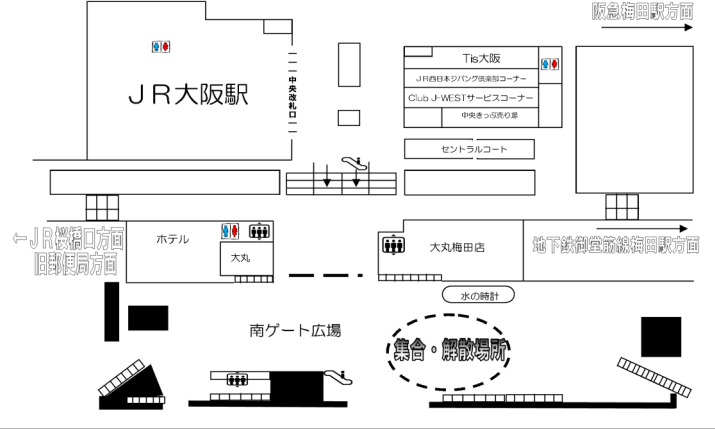 阪急梅田駅方面
ＪＲ大阪駅
中央改札口
Tis大阪
ＪＲ西日本ジパング倶楽部コーナー
Club J-WESTサービスコーナー
中央きっぷ売り場
セントラルコート
←ＪＲ桜橋口方面
旧郵便局方面
ホテル
大丸
大丸梅田店
地下鉄御堂筋線梅田駅方面
水の時計
南ゲート広場
集合・解散場所